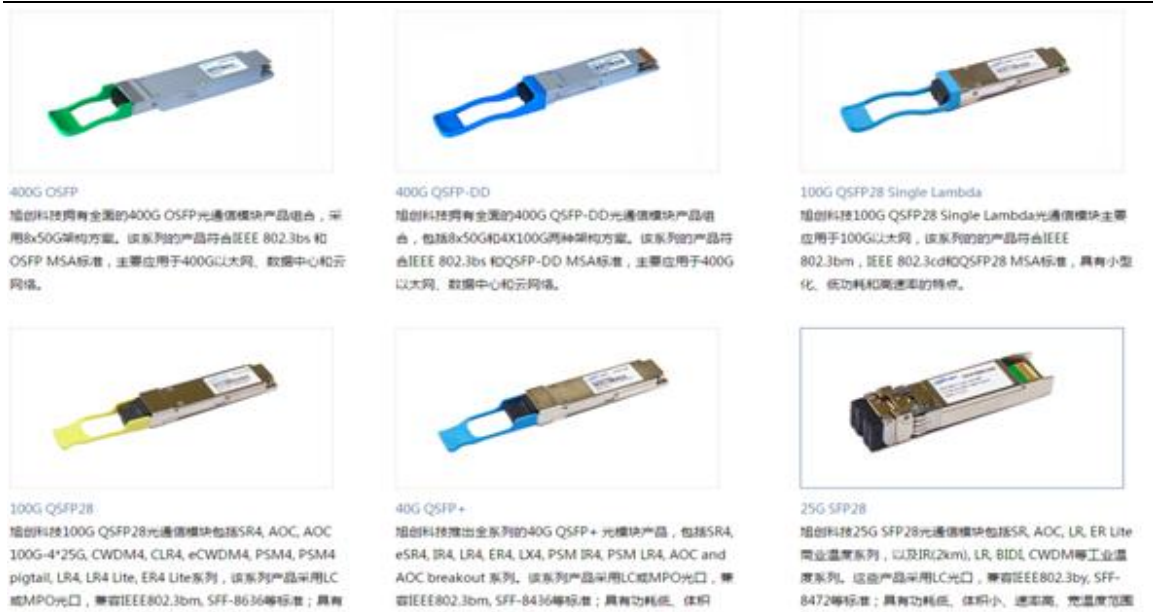 400G OSFP
旭创科技拥有全面的400G OSFP光通信模块产品组合，采
用8x50G架构方案。该系列的产品符合IEEE 802.3bs 和
OSFP MSA标准，主要应用于400G以太网、数据中心和云
网络。
400G QSFP-DD
旭创科技拥有全面的400G QSFP-DD光通信模块产品组
合，包括8x50G和4X100G两种架构方案。该系列的产品符
合IEEE 802.3bs 和QSFP-DD MSA标准，主要应用于400G
以太网、数据中心和云网络。
100G QSFP28 Single Lambda
旭创科技100G QSFP28 Single Lambda光通信模块主要
应用于100G以太网，该系列的的产品符合IEEE
802.3bm，IEEE 802.3cd和QSFP28 MSA标准，具有小型
化、低功耗和高速率的特点。
100G QSFP28
旭创科技100G QSFP28光通信模块包括SR4, AOC, AOC
100G-4*25G, CWDM4, CLR4, eCWDM4, PSM4, PSM4
pigtail, LR4, LR4 Lite, ER4 Lite系列，该系列产品采用LC
或MPO光口，兼容IEEE802.3bm, SFF-8636等标准；具有
40G QSFP+
旭创科技推出全系列的40G QSFP+ 光模块产品，包括SR4,
eSR4, IR4, LR4, ER4, LX4, PSM IR4, PSM LR4, AOC and
AOC breakout 系列。该系列产品采用LC或MPO光口，兼
容IEEE802.3bm, SFF-8436等标准；具有功耗低、体积
25G SFP28
旭创科技25G SFP28光通信模块包括SR, AOC, LR, ER Lite
商业温度系列，以及IR(2km), LR, BIDI, CWDM等工业温
度系列。这些产品采用LC光口，兼容IEEE802.3by, SFF-
8472等标准；具有功耗低、体积小、速率高、宽温度范围